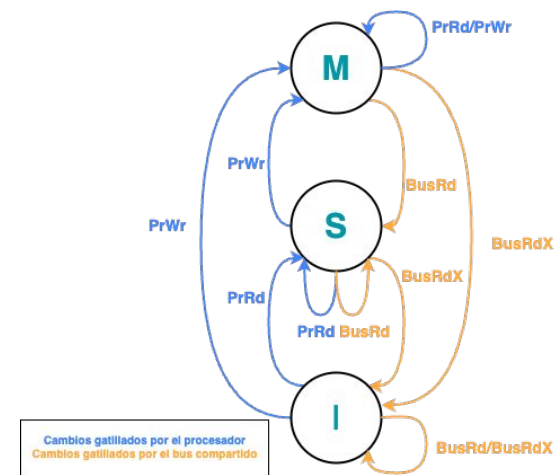 PrRd/PrWr
M
PrWr
BusRd
PrWr
S
BusRdX
BusRdX
PrRd
PrRd BusRd
I
BusRd/BusRdX
Cambios gatillados por el procesador
Cambios gatillados por el bus compartido